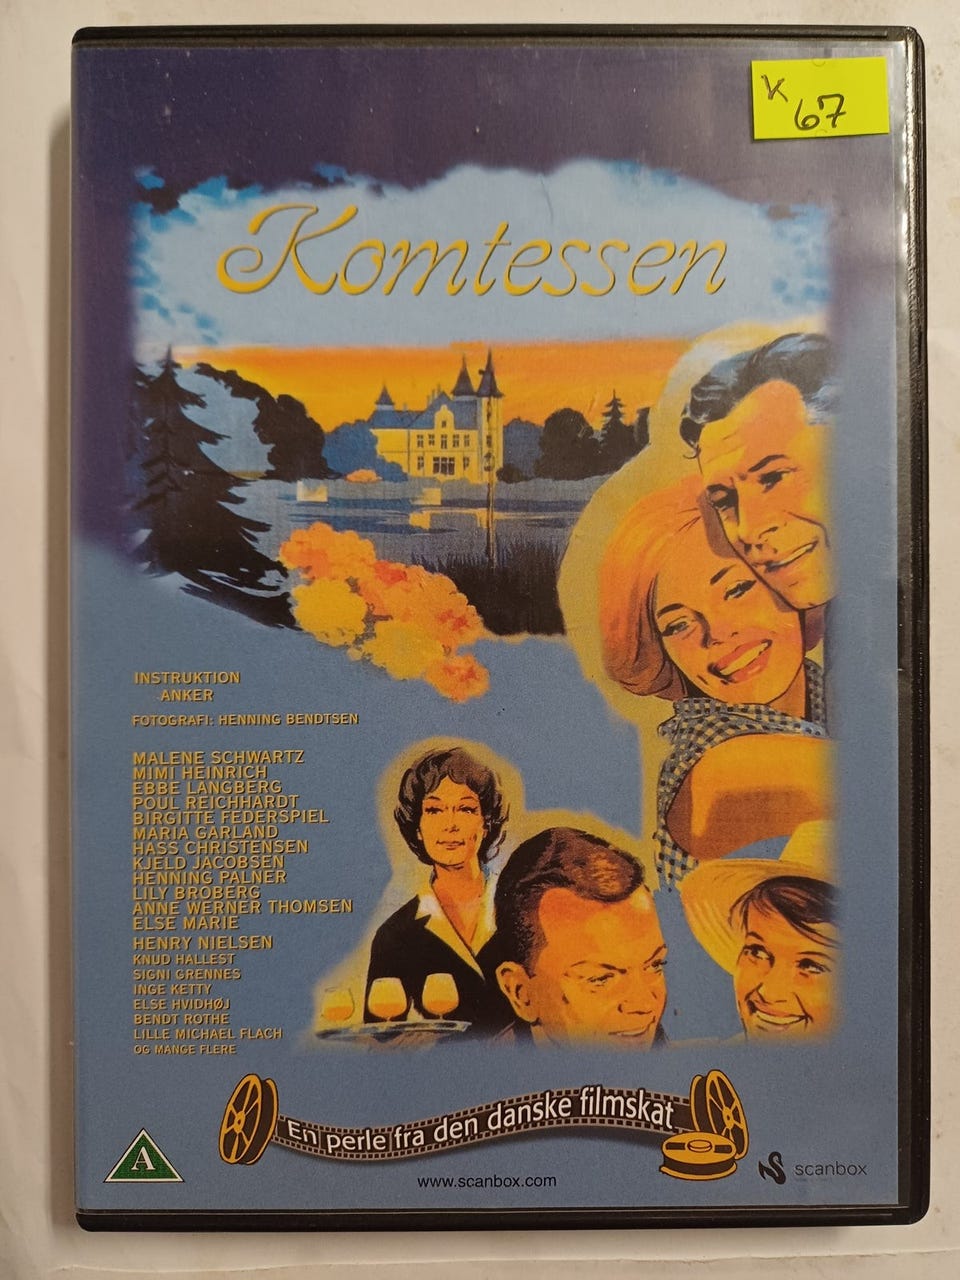 K
67
Komtessen
INSTRUKTION
ANKER
FOTOGRAFI: HENNING BENDTSEN
MALENE SCHWARTZ
MIMI HEINRICH
EBBE LANGBERG
POUL REICHHARDT
BIRGITTE FEDERSPIEL
MARIA GARLAND
HASS CHRISTENSEN
KJELD JACOBSEN
HENNING PALNER
LILY BROBERG
ANNE WERNER THOMSEN
ELSE MARIE
HENRY NIELSEN
KNUD HALLEST
SIGNI GRENNES
INGE KETTY
ELSE HVIDHØJ
BENDT ROTHE
LILLE MICHAEL FLACH
OG MANGE FLERE
En perle fra den danske filmskat
A
www.scanbox.com
scanbox